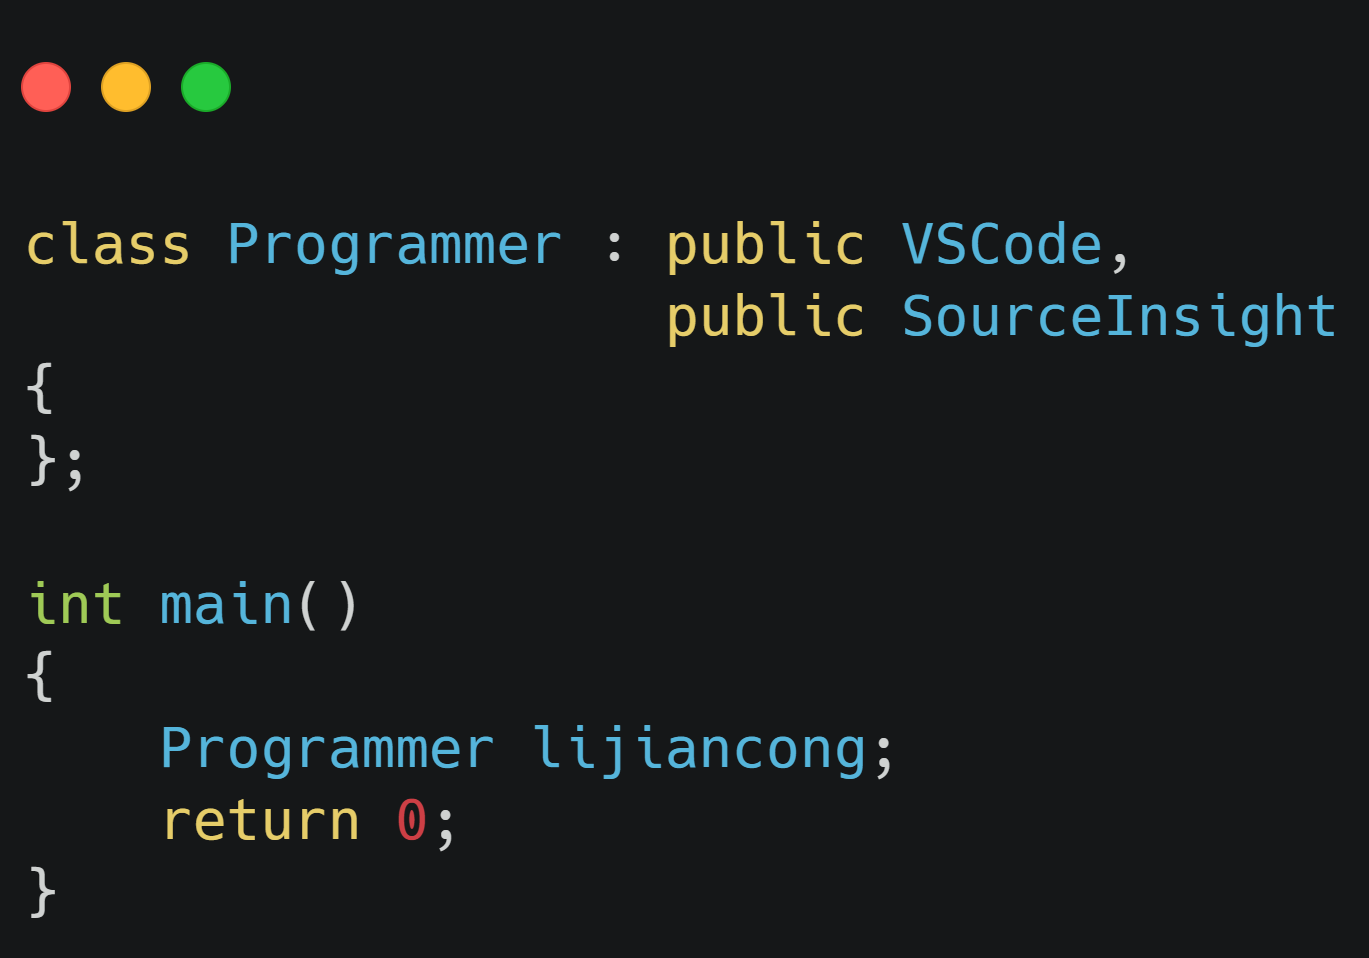 class Programmer : public VSCode,
                   public SourceInsight
{
};

int main()
{
    Programmer lijiancong;
    return 0;
}